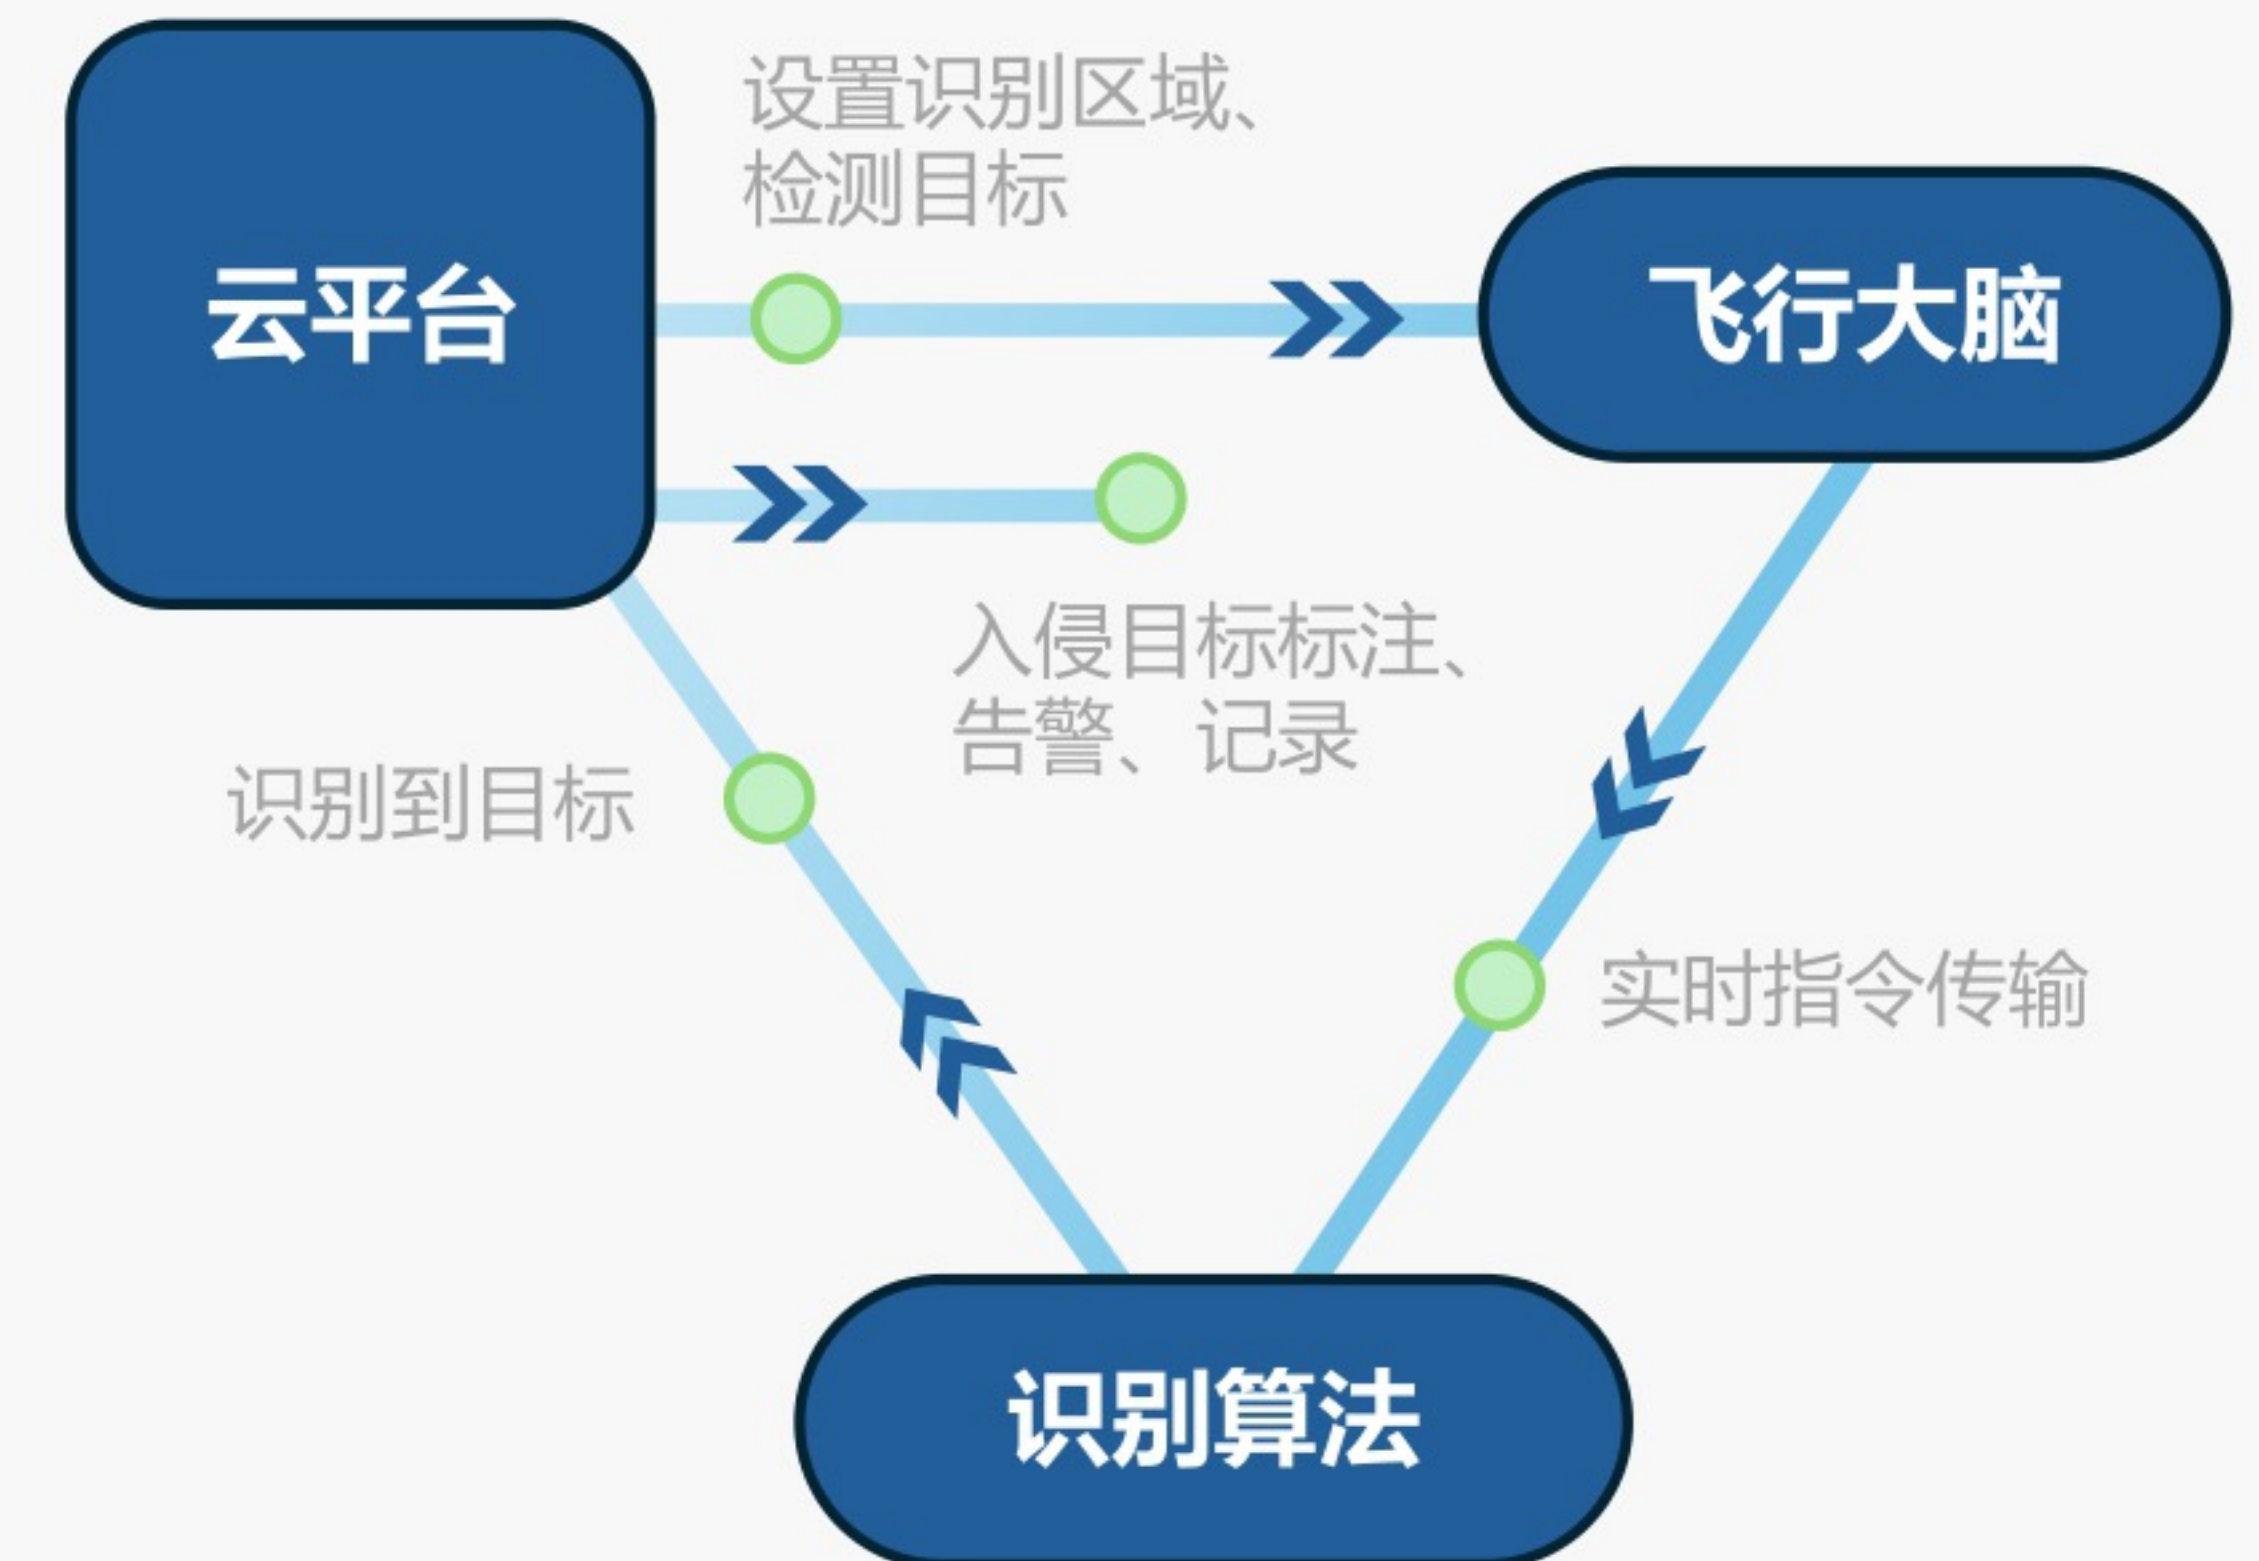 设置识别区域、
检测目标
云平台
飞行大脑
入侵目标标注、
告警、记录
识别到目标
实时指令传输
识别算法